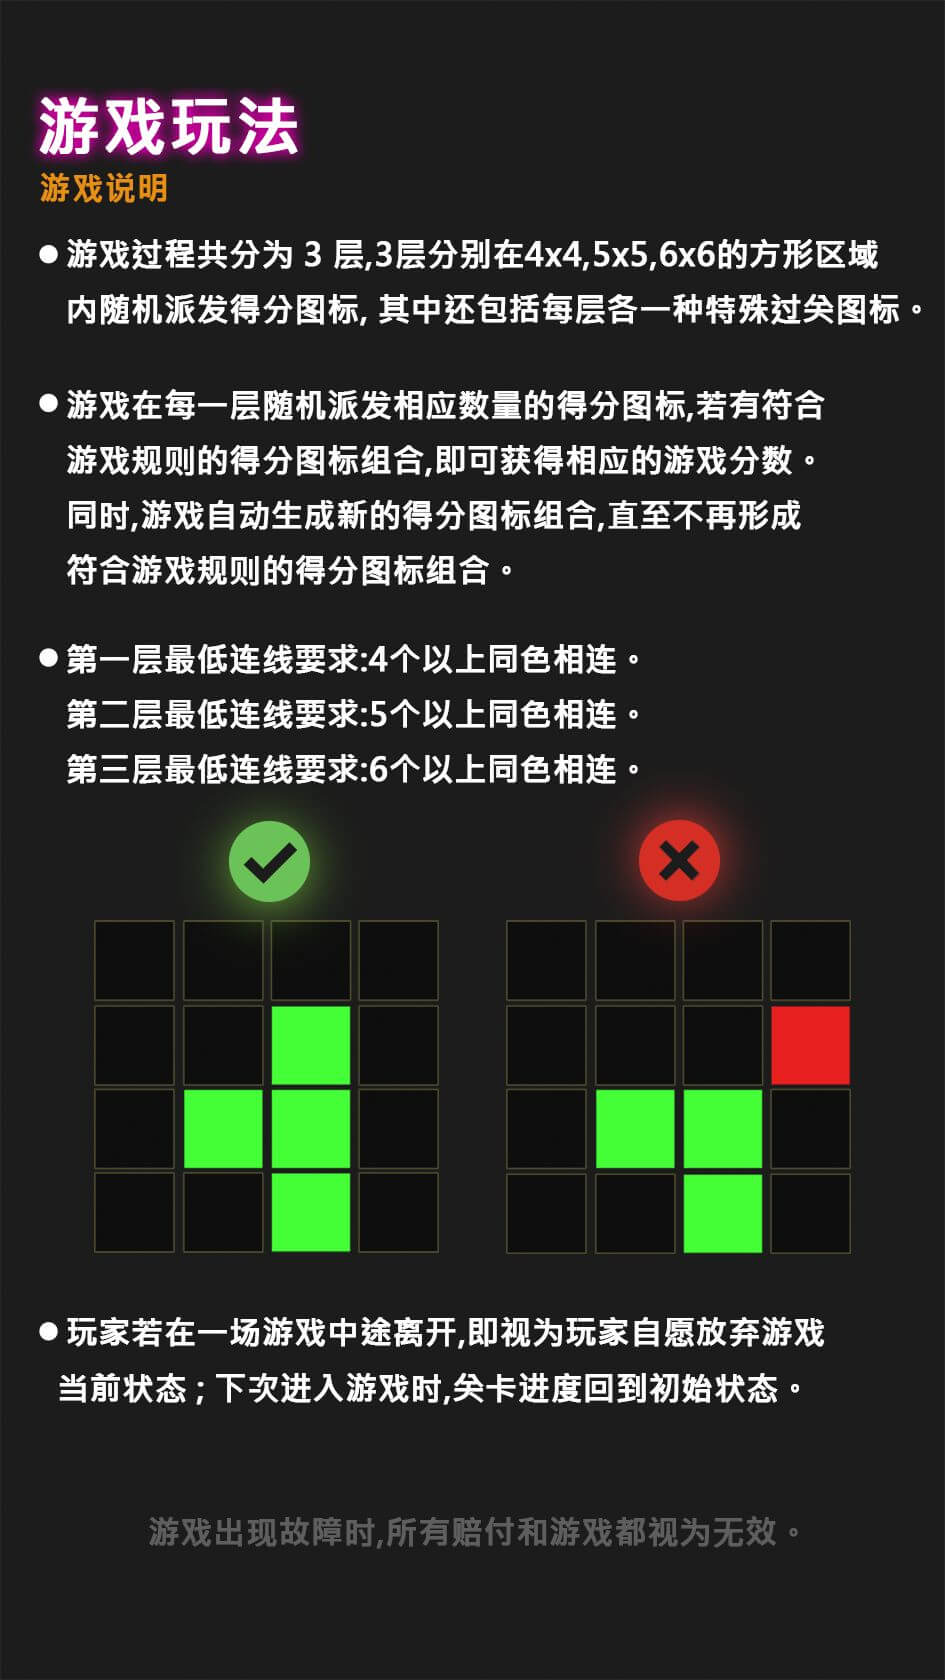 游戏玩法
游戏说明
●游戏过程共分为 3 层,3层分别在4x4,5x5,6x6的方形区域
内随机派发得分图标, 其中还包括每层各一种特殊过关图标。
●游戏在每一层随机派发相应数量的得分图标,若有符合
游戏规则的得分图标组合,即可获得相应的游戏分数。
同时,游戏自动生成新的得分图标组合,直至不再形成
符合游戏规则的得分图标组合。
●第一层最低连线要求:4个以上同色相连。
第二层最低连线要求:5个以上同色相连。
第三层最低连线要求:6个以上同色相连。
●玩家若在一场游戏中途离开,即视为玩家自愿放弃游戏
当前状态；下次进入游戏时,关卡进度回到初始状态。
游戏出现故障时,所有赔付和游戏都视为无效。